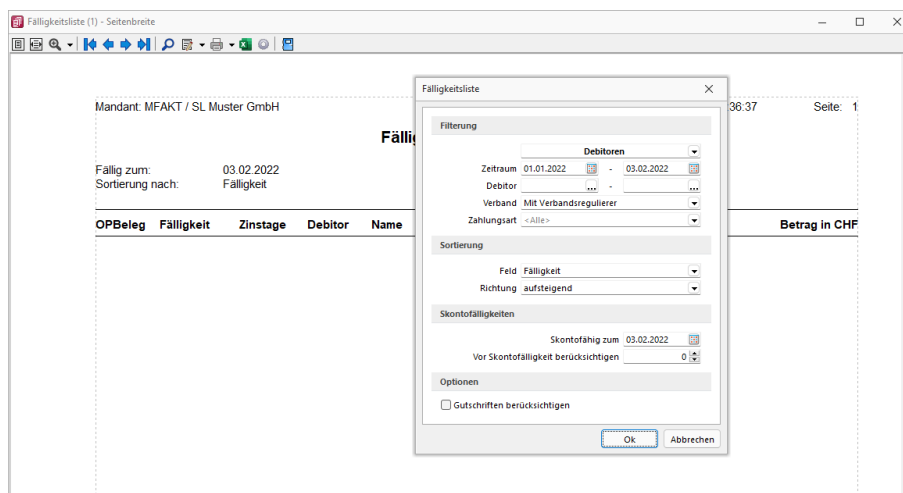 Fälligkeitsliste (1) - Seitenbreite
Mandant: MFAKT / SL Muster GmbH
36:37 Seite: 1
Fällig
Fällig zum: 03.02.2022
Sortierung nach: Fälligkeit
OPBeleg Fälligkeit Zinstage Debitor Name Betrag in CHF
Fälligkeitsliste
Filterung
Debitoren
Zeitraum 01.01.2022 - 03.02.2022
Debitor ... - ...
Verband Mit Verbandsregulierer
Zahlungsart <Alle>
Sortierung
Feld Fälligkeit
Richtung aufsteigend
Skontofälligkeiten
Skontofähig zum 03.02.2022
Vor Skontofälligkeit berücksichtigen 0
Optionen
Gutschriften berücksichtigen
Ok Abbrechen